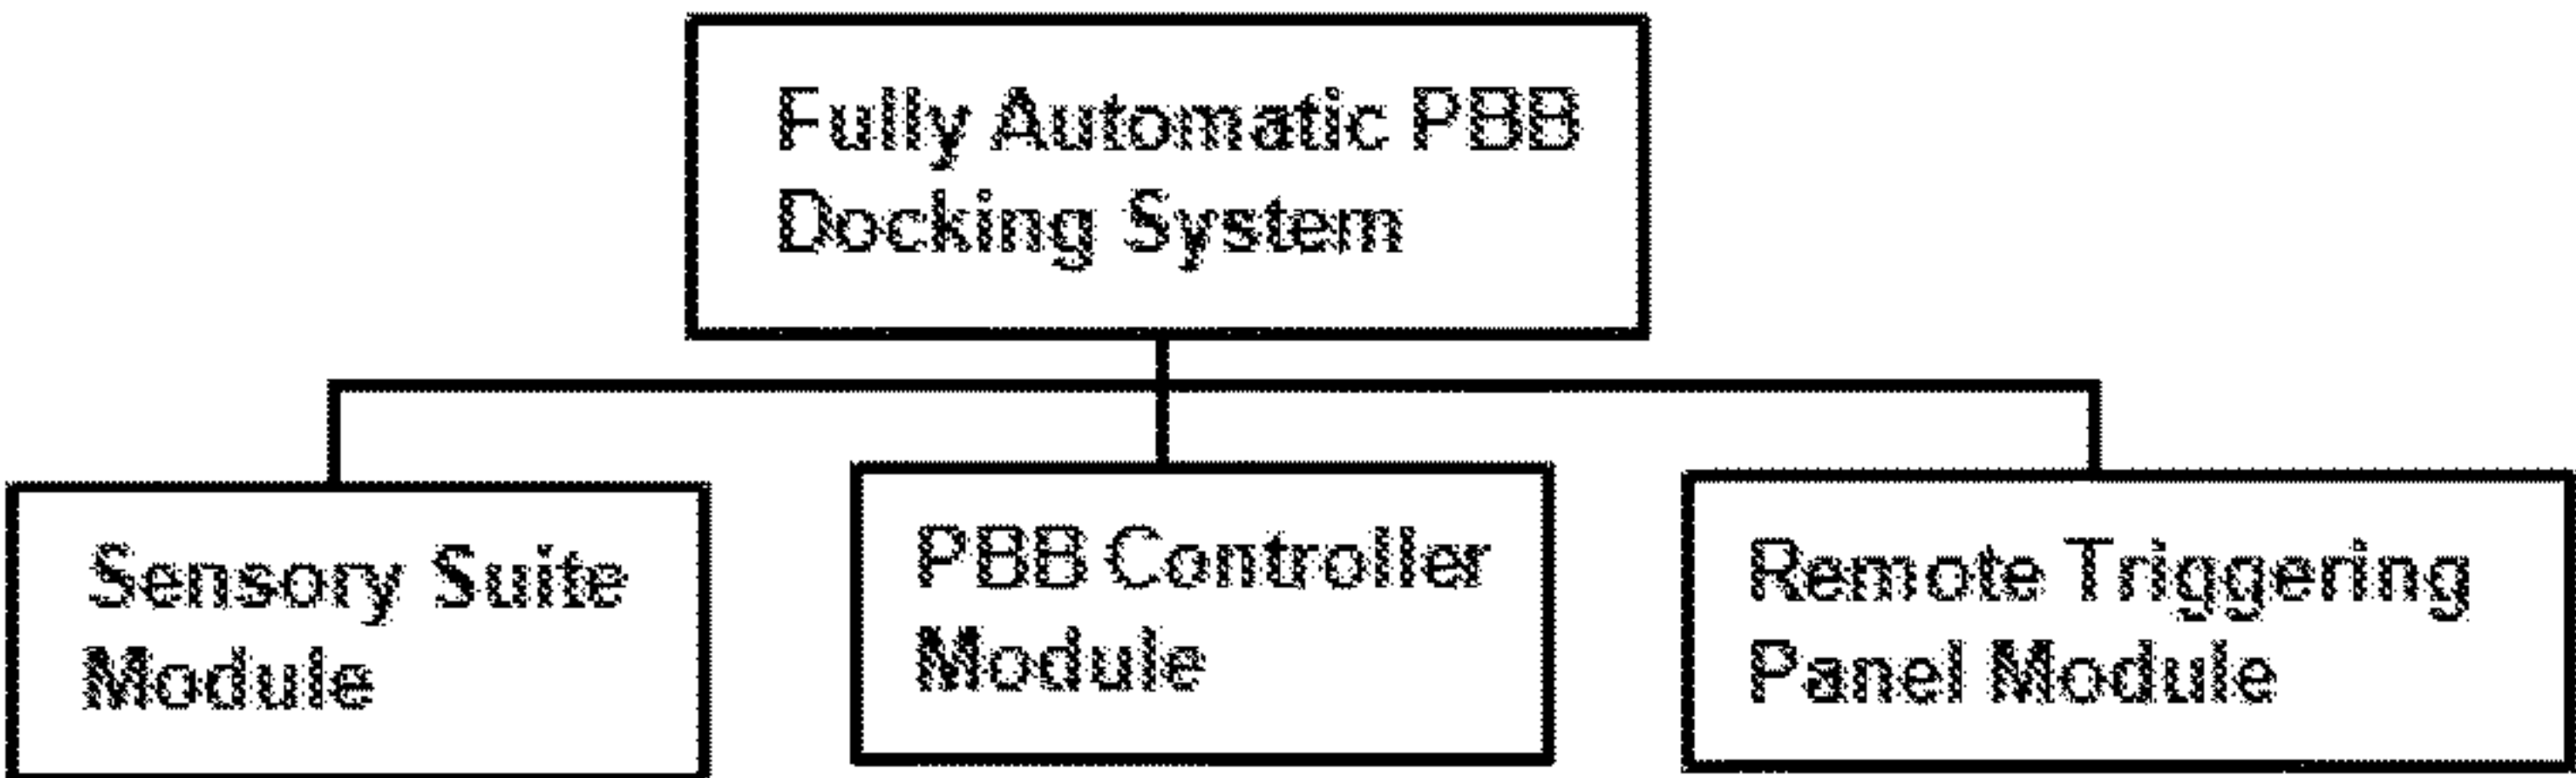 Fully Automatic PBB
Docking System
Sensory Suite
Module
PBB Controller
Module
Remote Triggering
Panel Module